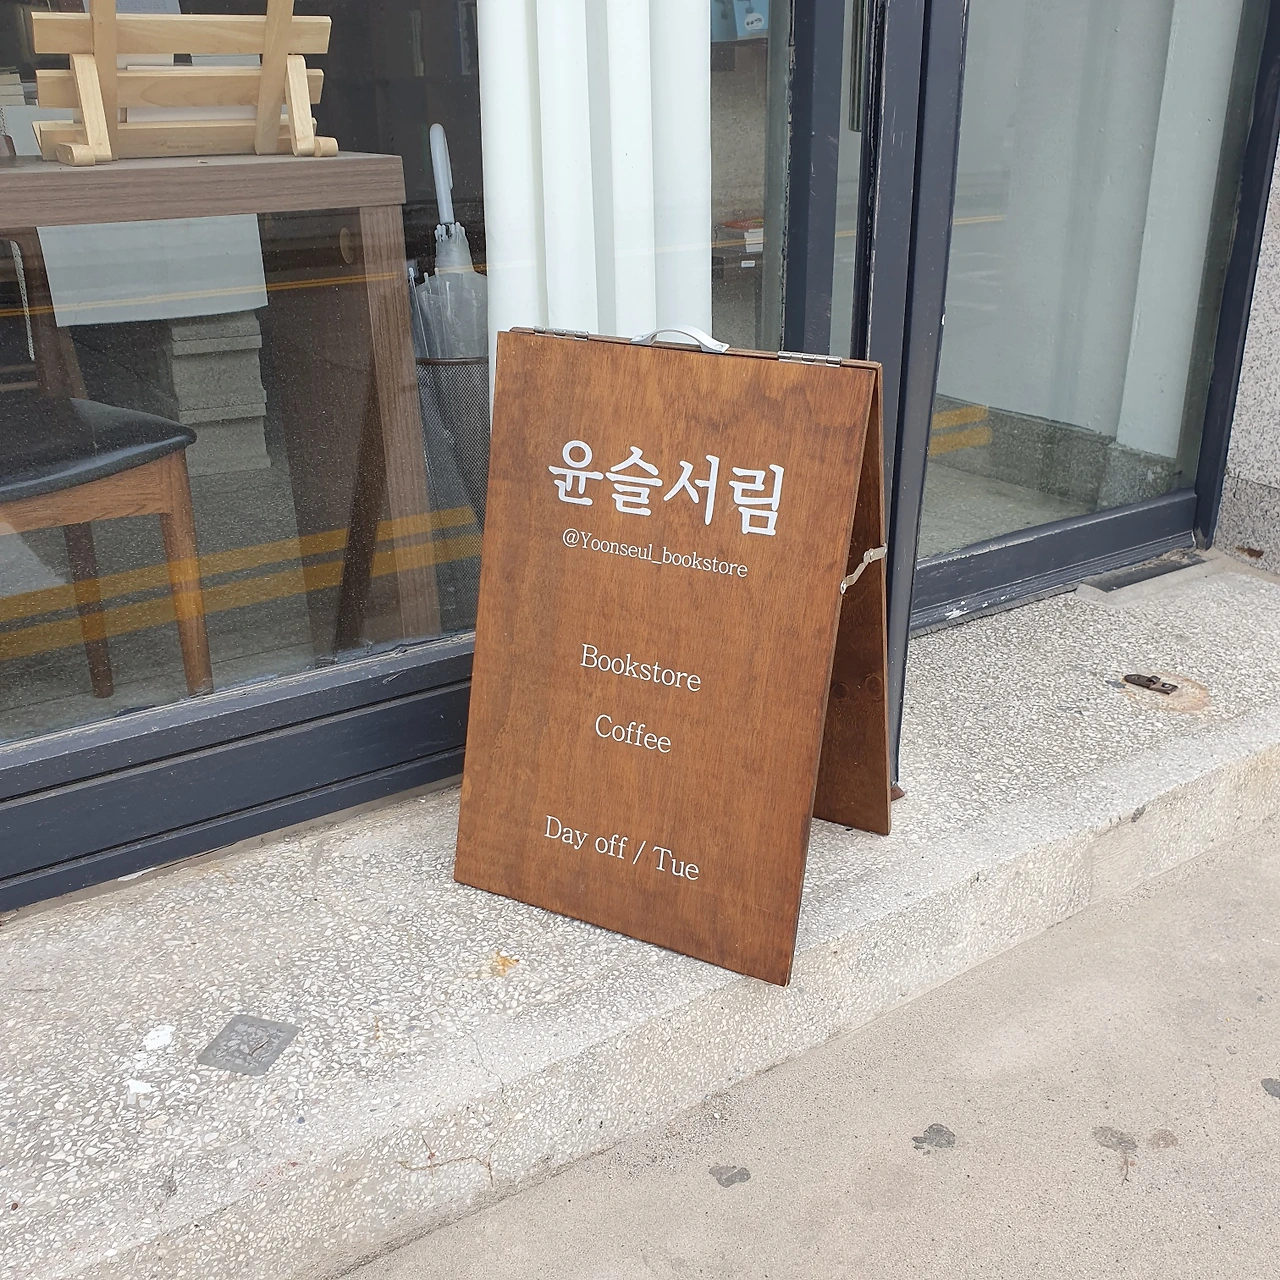 윤슬서림
@Yoonseul_bookstore
Bookstore
Coffee
Day off / Tue